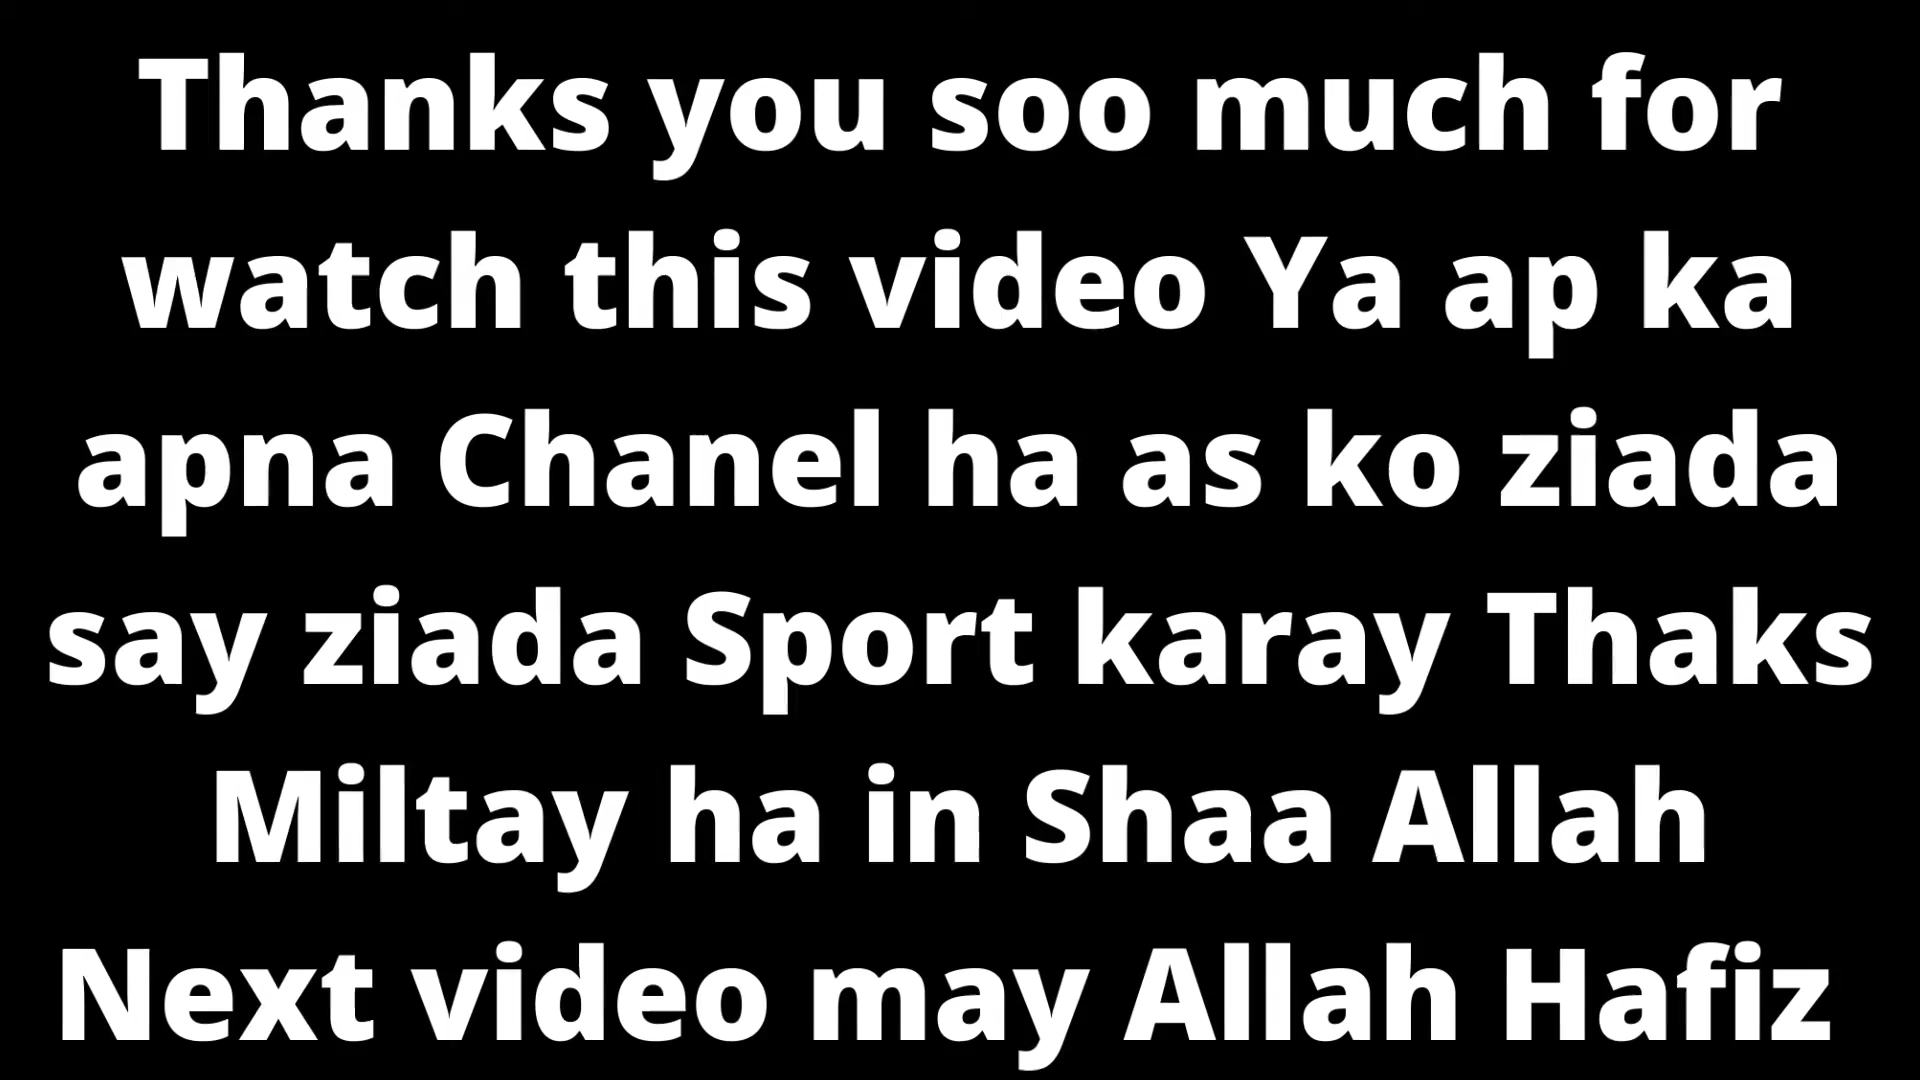 Thanks you soo much for
watch this video Ya ap ka
apna Chanel ha as ko ziada
say ziada Sport karay Thaks
Miltay ha in Shaa Allah
Next video may Allah Hafiz